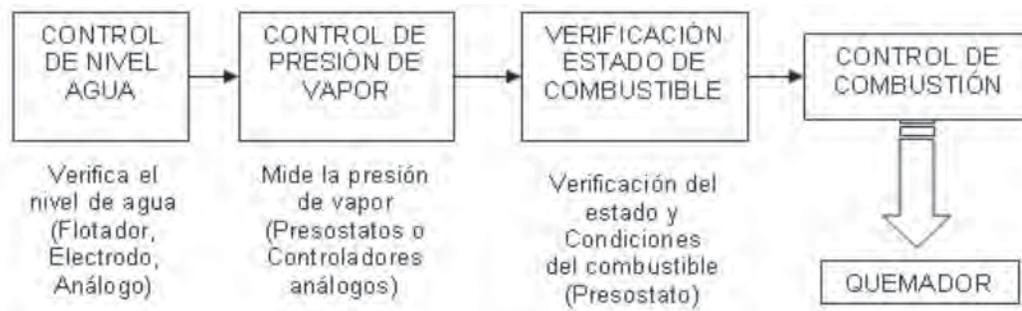 CONTROL
DE NIVEL
AGUA
CONTROL DE
PRESIÓN DE
VAPOR
VERIFICACIÓN
ESTADO DE
COMBUSTIBLE
CONTROL DE
COMBUSTIÓN
Verifica el
nivel de agua
(Flotador,
Electrodo,
Análogo)
Mide la presión
de vapor
(Presostatos o
Controladores
análogos)
Verificación del
estado y
Condiciones
del combustible
(Presostato)
QUEMADOR